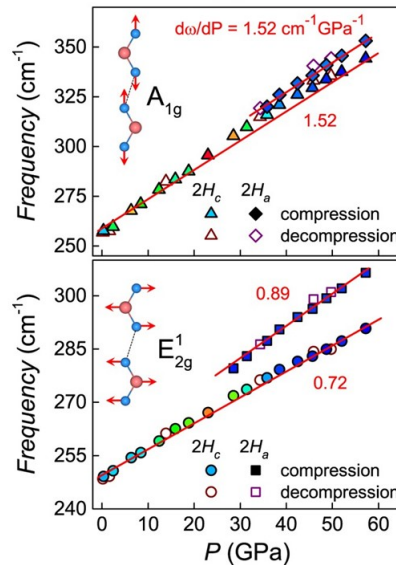 dω/dP = 1.52 cm⁻¹GPa⁻¹
350
325
300
275
250
Frequency (cm⁻¹)
A₁g
1.52
2Hc 2Ha
compression
decompression
300
285
270
255
240
Frequency (cm⁻¹)
E¹₂g
0.89
0.72
2Hc 2Ha
compression
decompression
0 10 20 30 40 50 60
P (GPa)